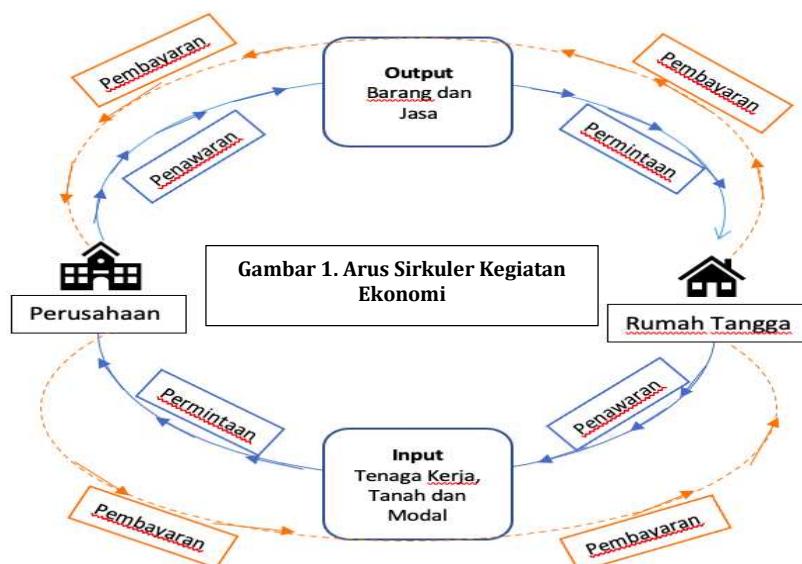 Pembayaran
Output
Barang dan
Jasa
Pembayaran
Penawaran
Permintaan
Gambar 1. Arus Sirkuler Kegiatan
Ekonomi
Perusahaan
Rumah Tangga
Permintaan
Penawaran
Input
Tenaga Kerja,
Tanah dan
Modal
Pembayaran
Pembayaran